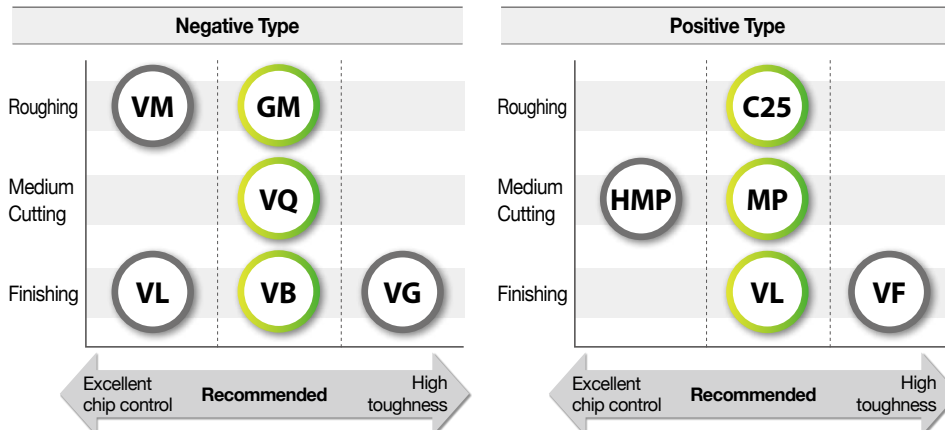 Negative Type
Roughing
VM
GM
Medium
Cutting
VQ
Finishing
VL
VB
VG
Excellent
chip control
Recommended
High
toughness
Positive Type
Roughing
C25
Medium
Cutting
HMP
MP
Finishing
VL
VF
Excellent
chip control
Recommended
High
toughness